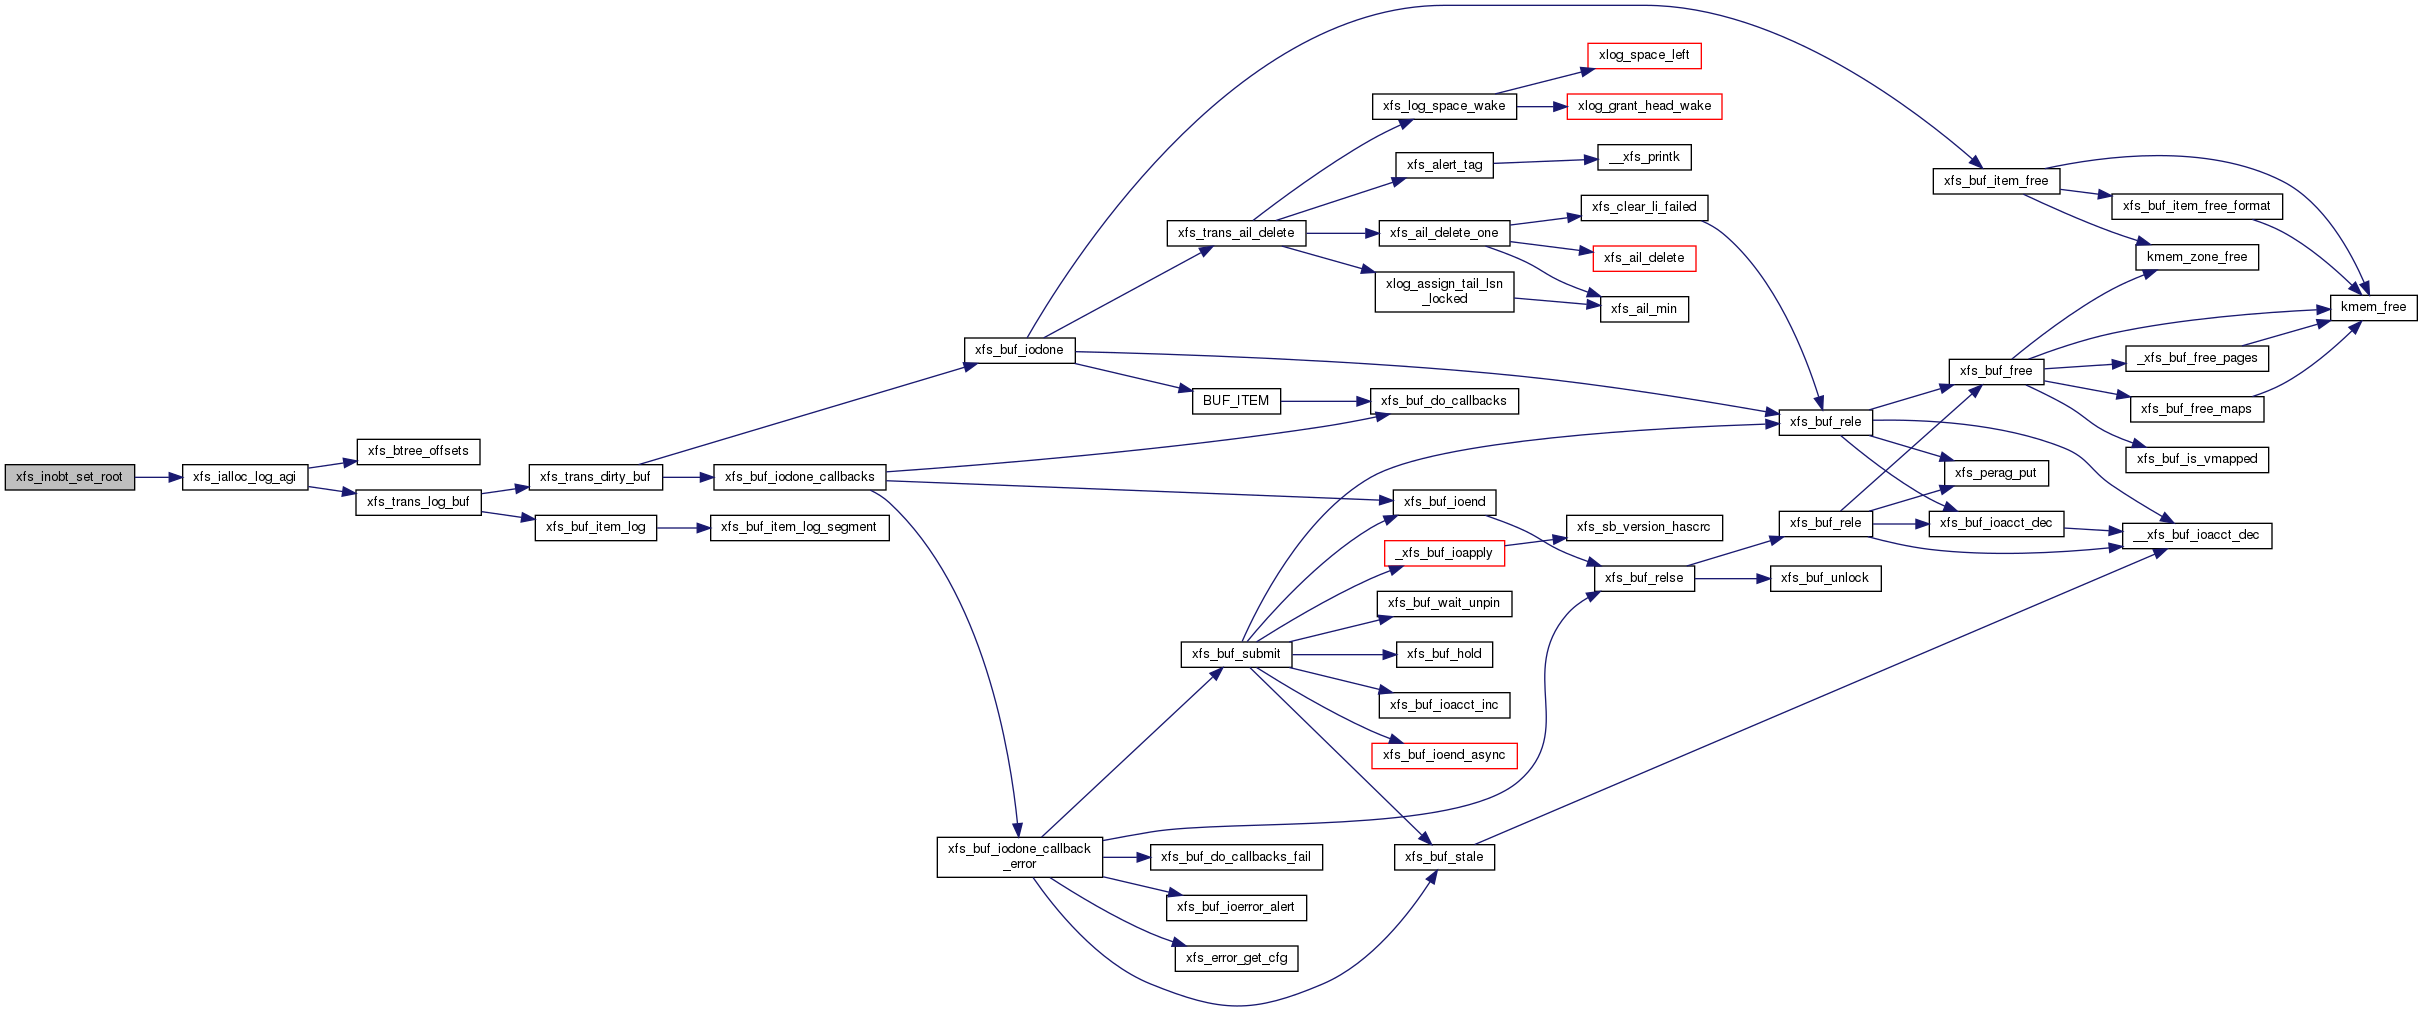 xlog_space_left
xfs_log_space_wake
xlog_grant_head_wake
__xfs_printk
xfs_alert_tag
xfs_buf_item_free
xfs_clear_li_failed
xfs_buf_item_free_format
xfs_trans_ail_delete
xfs_ail_delete_one
xfs_ail_delete
kmem_zone_free
xlog_assign_tail_lsn
_locked
xfs_ail_min
kmem_free
xfs_buf_iodone
_xfs_buf_free_pages
xfs_buf_free
BUF_ITEM
xfs_buf_do_callbacks
xfs_buf_free_maps
xfs_buf_rele
xfs_btree_offsets
xfs_buf_is_vmapped
xfs_inobt_set_root
xfs_ialloc_log_agi
xfs_trans_dirty_buf
xfs_buf_iodone_callbacks
xfs_perag_put
xfs_trans_log_buf
xfs_buf_ioend
xfs_buf_item_log
xfs_buf_item_log_segment
xfs_sb_version_hascrc
xfs_buf_rele
xfs_buf_ioacct_dec
__xfs_buf_ioacct_dec
_xfs_buf_ioapply
xfs_buf_relse
xfs_buf_unlock
xfs_buf_wait_unpin
xfs_buf_submit
xfs_buf_hold
xfs_buf_ioacct_inc
xfs_buf_ioend_async
xfs_buf_iodone_callback
_error
xfs_buf_do_callbacks_fail
xfs_buf_stale
xfs_buf_ioerror_alert
xfs_error_get_cfg